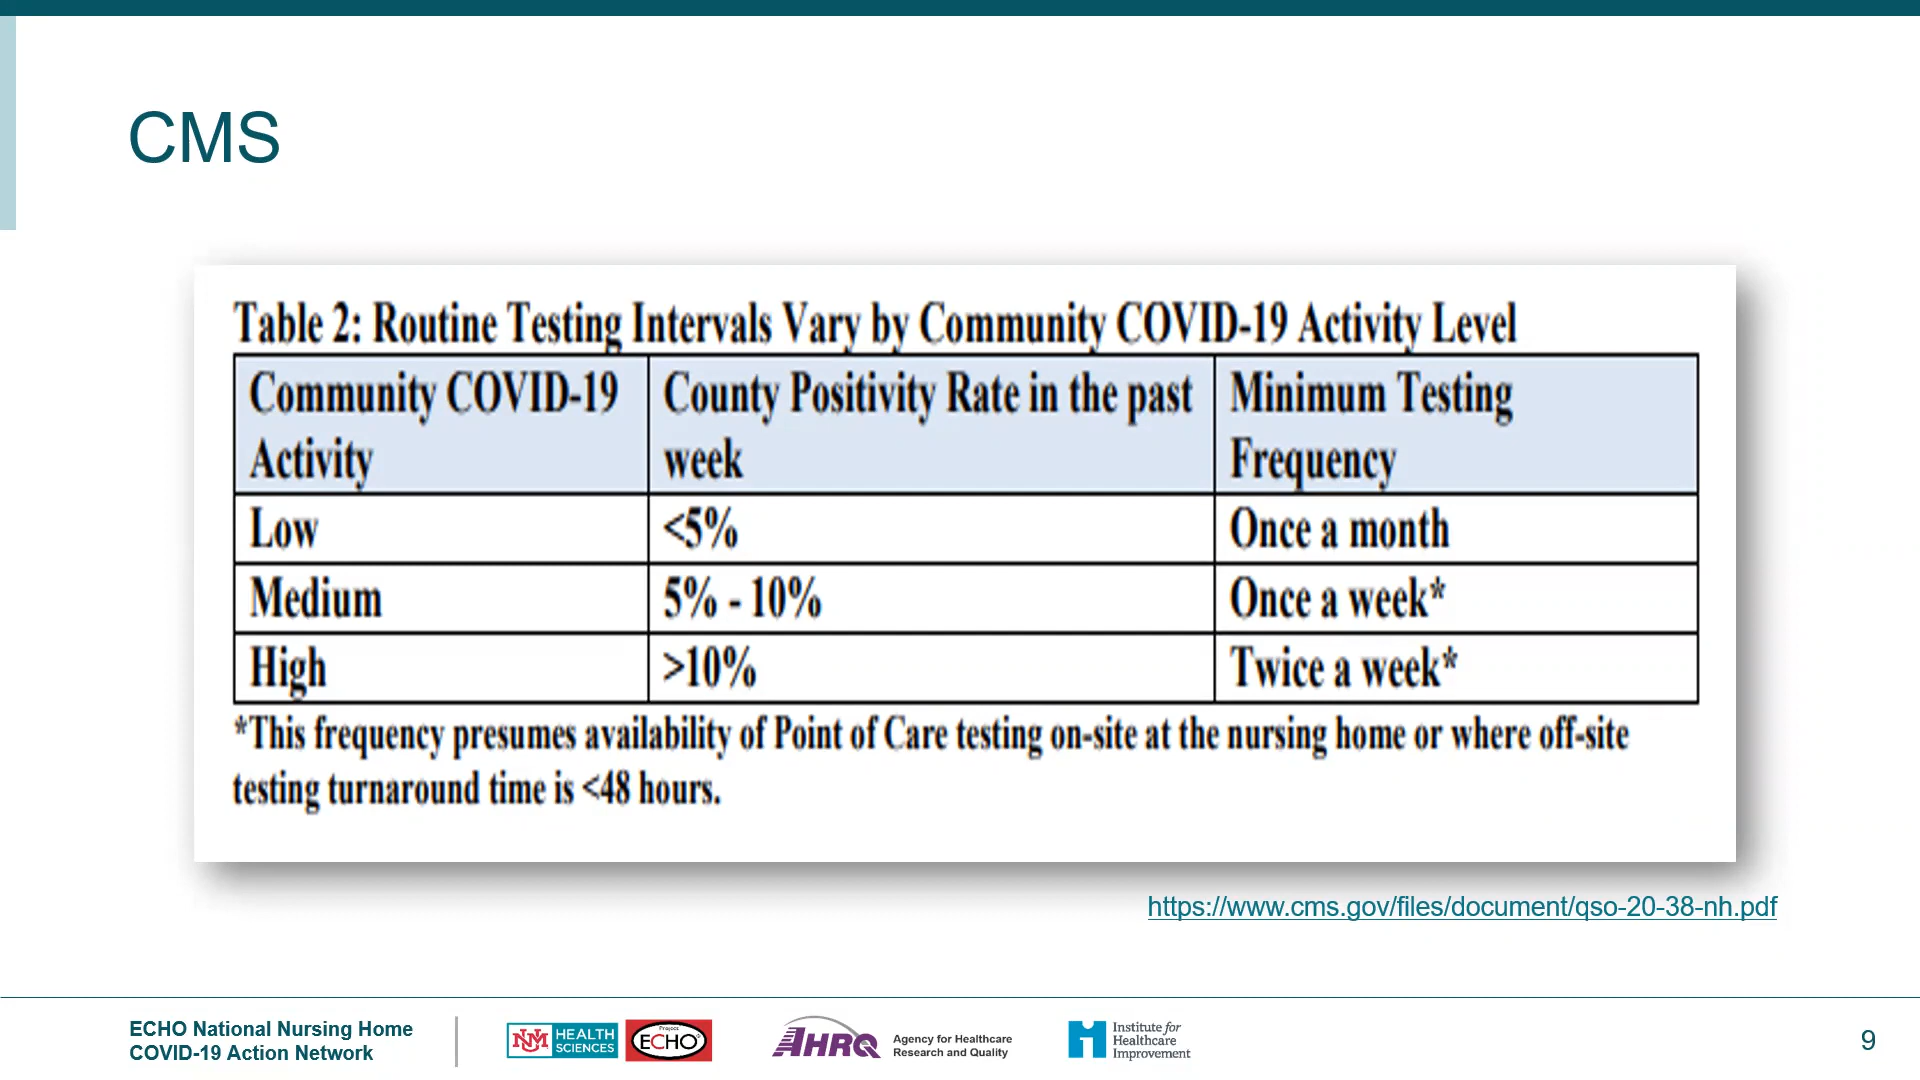 CMS
Table 2: Routine Testing Intervals Vary by Community COVID-19 Activity Level
Community COVID-19 Activity
County Positivity Rate in the past week
Minimum Testing Frequency
Low
<5%
Once a month
Medium
5% - 10%
Once a week*
High
>10%
Twice a week*
*This frequency presumes availability of Point of Care testing on-site at the nursing home or where off-site
testing turnaround time is <48 hours.
https://www.cms.gov/files/document/qso-20-38-nh.pdf
ECHO National Nursing Home
COVID-19 Action Network
UNM HEALTH
SCIENCES
Project
ECHO®
AHRQ
Agency for Healthcare
Research and Quality
Institute for
Healthcare
Improvement
9